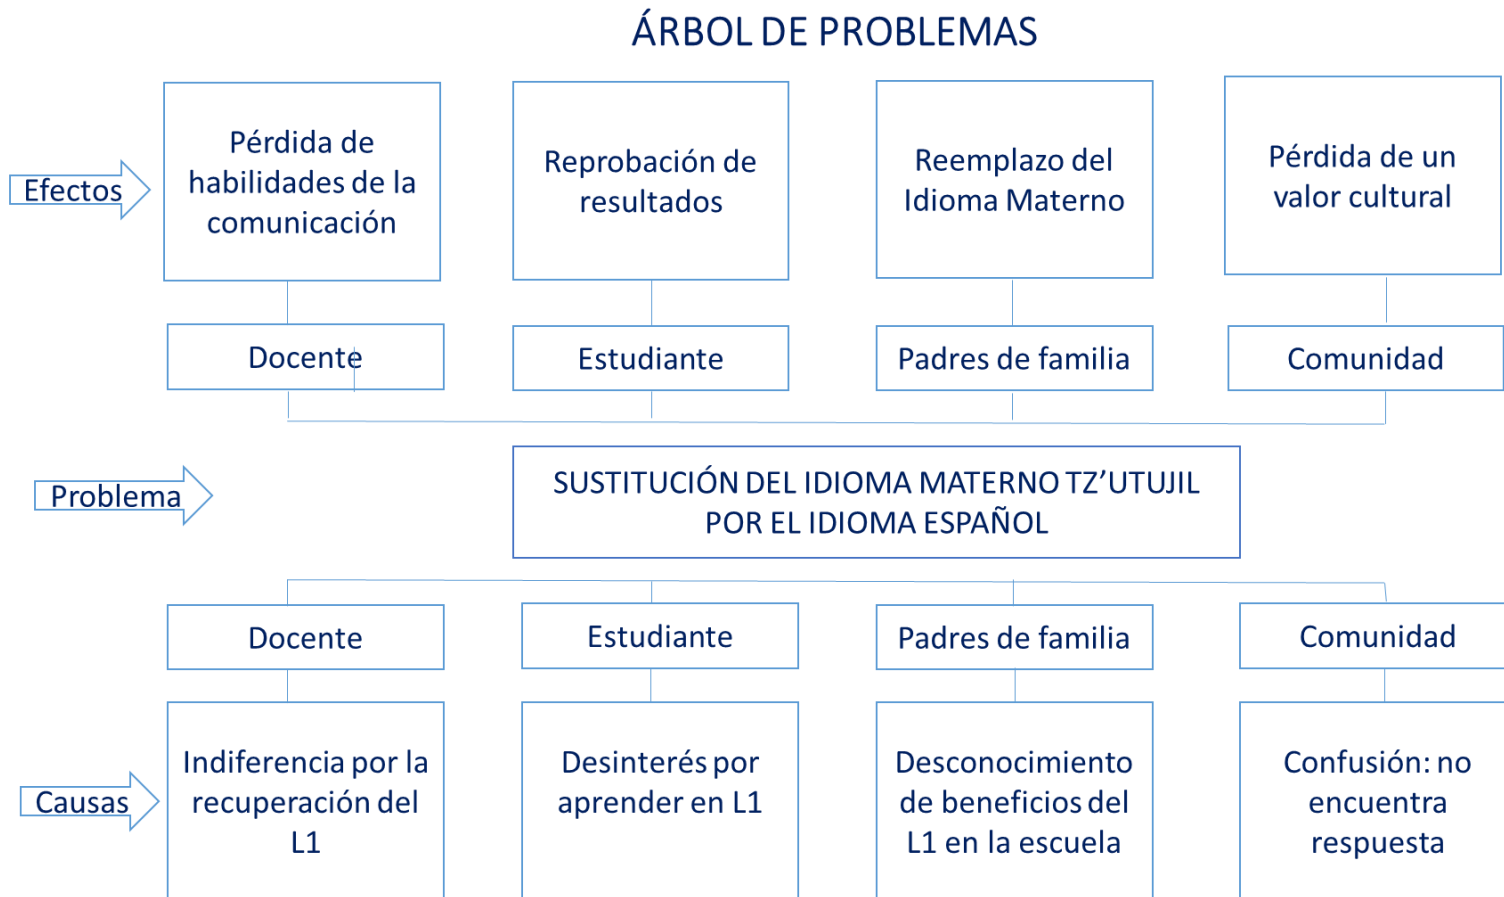 ÁRBOL DE PROBLEMAS
Efectos
Pérdida de
habilidades de la
comunicación
Reprobación de
resultados
Reemplazo del
Idioma Materno
Pérdida de un
valor cultural
Docente
Estudiante
Padres de familia
Comunidad
Problema
SUSTITUCIÓN DEL IDIOMA MATERNO TZ’UTUJIL
POR EL IDIOMA ESPAÑOL
Docente
Estudiante
Padres de familia
Comunidad
Causas
Indiferencia por la
recuperación del
L1
Desinterés por
aprender en L1
Desconocimiento
de beneficios del
L1 en la escuela
Confusión: no
encuentra
respuesta